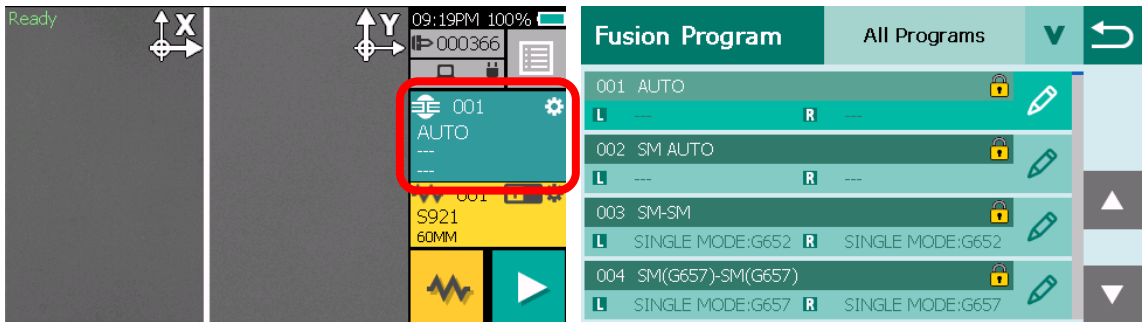 Ready
X
Y
09:19PM 100%
000366
001
AUTO
---
---
001
S921
60MM
Fusion Program
All Programs
V
001 AUTO
L --- R ---
002 SM AUTO
L --- R ---
003 SM-SM
L SINGLE MODE:G652 R SINGLE MODE:G652
004 SM(G657)-SM(G657)
L SINGLE MODE:G657 R SINGLE MODE:G657